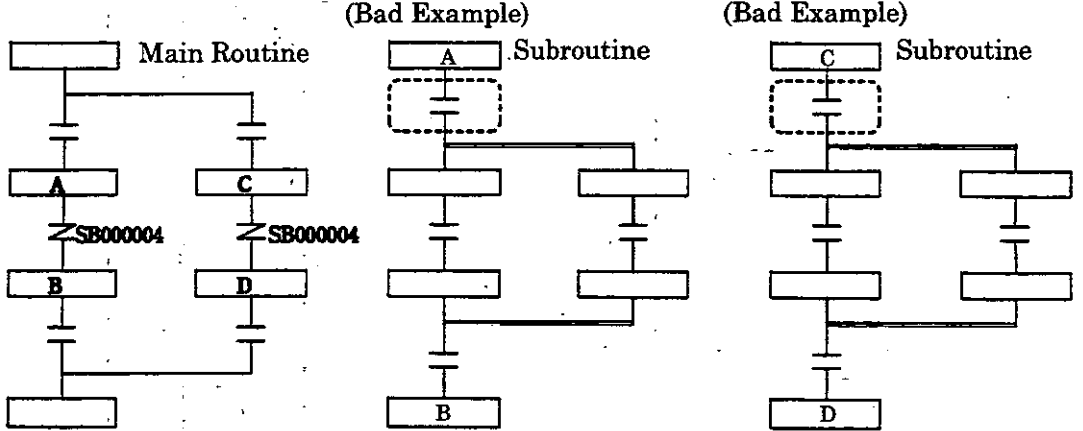 (Bad Example)
(Bad Example)
Main Routine
A
Subroutine
C
Subroutine
A
C
SB000004
SB000004
B
D
B
D